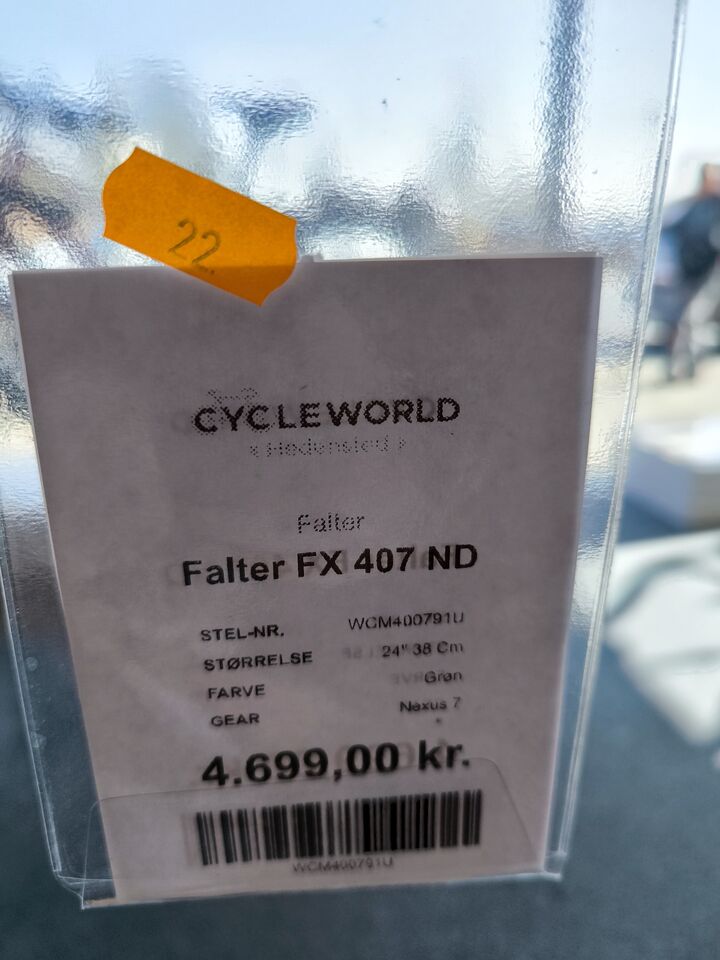 22
CYCLEWORLD
‹ Hedensted ›
Falter
Falter FX 407 ND
STEL-NR. WCM400791U
STØRRELSE 24" 38 Cm
FARVE Grøn
GEAR Nexus 7
4.699,00 kr.
WCM400791U